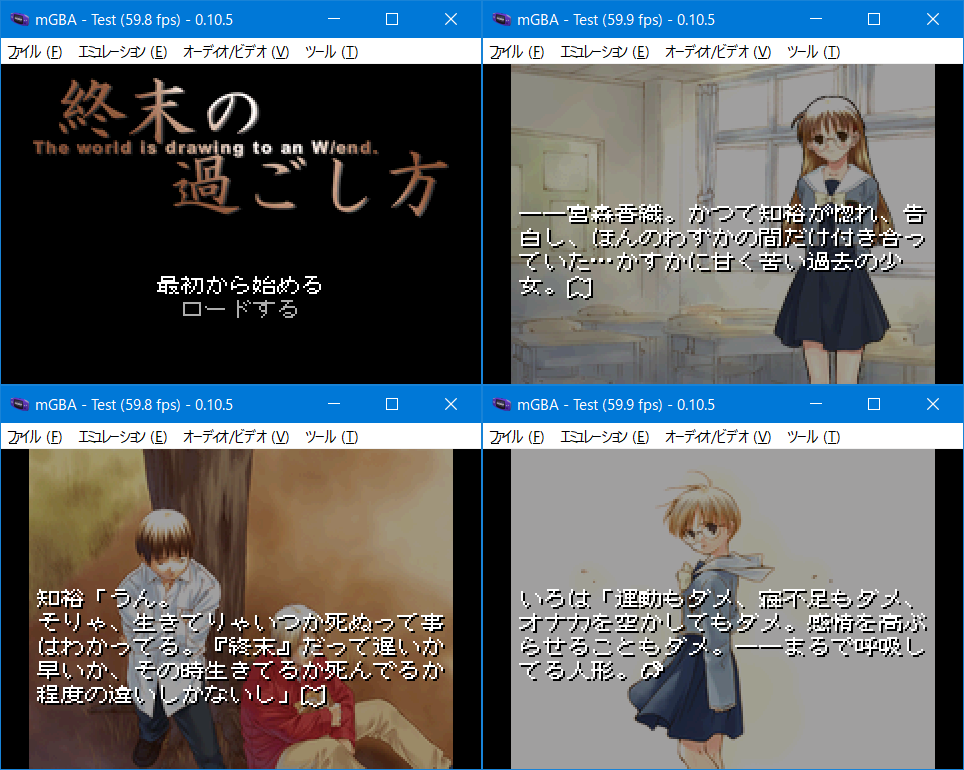 mGBA - Test (59.8 fps) - 0.10.5
ファイル (F) エミュレーション (E) オーディオ/ビデオ (V) ツール (T)
終末の
The world is drawing to an W/end.
過ごし方
最初から始める
ロードする
mGBA - Test (59.9 fps) - 0.10.5
ファイル (F) エミュレーション (E) オーディオ/ビデオ (V) ツール (T)
――宮森香織。かつて知裕が惚れ、告
白し、ほんのわずかの間だけ付き合っ
ていた…かすかに甘く苦い過去の少
女。
mGBA - Test (59.8 fps) - 0.10.5
ファイル (F) エミュレーション (E) オーディオ/ビデオ (V) ツール (T)
知裕「うん。
そりゃ、生きてりゃいつか死ぬって事
はわかってる。『終末』だって遅いか
早いか、その時生きてるか死んでるか
程度の違いしかないし」
mGBA - Test (59.9 fps) - 0.10.5
ファイル (F) エミュレーション (E) オーディオ/ビデオ (V) ツール (T)
いろは「運動もダメ、寝不足もダメ、
オナカを空かしてもダメ。感情を高ぶ
らせることもダメ。――まるで呼吸し
てる人形。